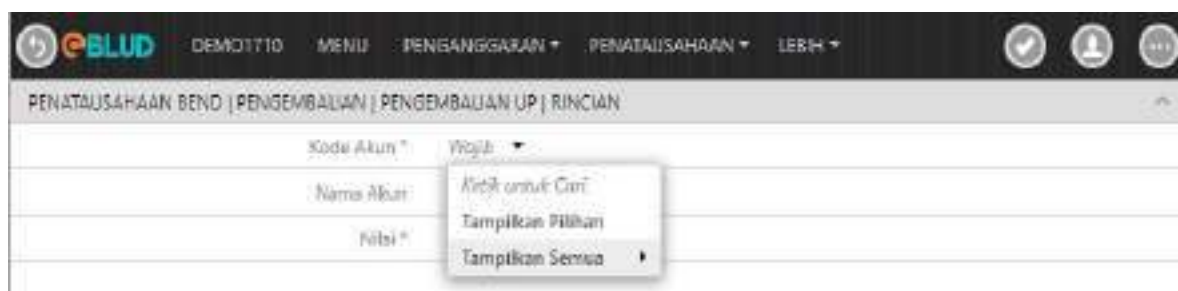 eBLUD DEMO1710 MENU PENGANGGARAN PENATAUSAHAAN LEBIH
PENATAUSAHAAN BEND | PENGEMBALIAN | PENGEMBALIAN UP | RINCIAN
Kode Akun * Wajib
Nama Akun Ketik untuk Cari
Tampilkan Pilihan
Nilai *
Tampilkan Semua